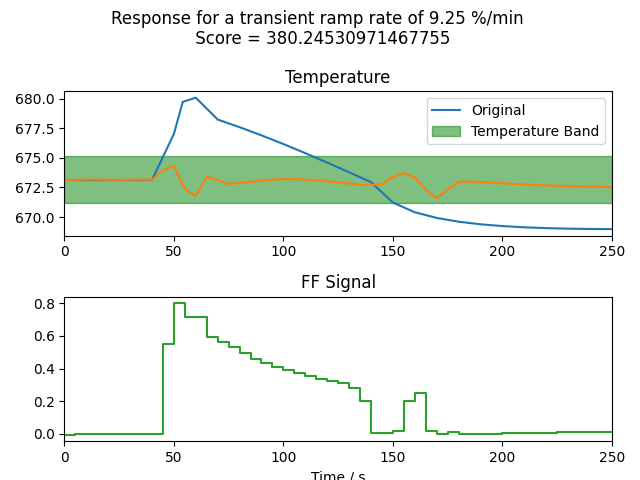 Response for a transient ramp rate of 9.25 %/min
Score = 380.24530971467755
Temperature
680.0
677.5
675.0
672.5
670.0
Original
Temperature Band
0 50 100 150 200 250
FF Signal
0.8
0.6
0.4
0.2
0.0
0 50 100 150 200 250
Time / s